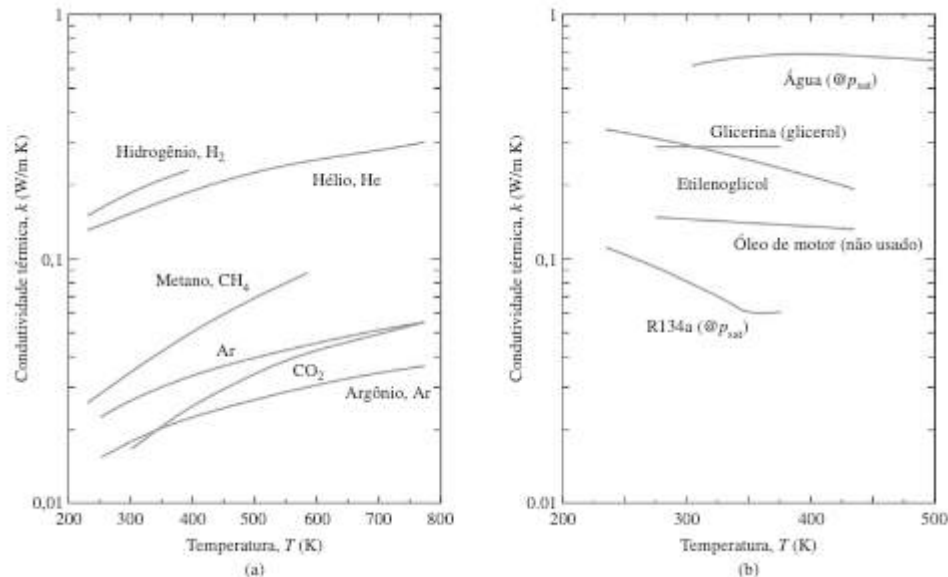 1
0,1
0,01
Condutividade térmica, k (W/m K)
Hidrogênio, H₂
Hélio, He
Metano, CH₄
Ar
CO₂
Argônio, Ar
200 300 400 500 600 700 800
Temperatura, T (K)
(a)
1
0,1
0,01
Condutividade térmica, k (W/m K)
Água (@pₛₐₜ)
Glicerina (glicerol)
Etilenoglicol
Óleo de motor (não usado)
R134a (@pₛₐₜ)
200 300 400 500
Temperatura, T (K)
(b)